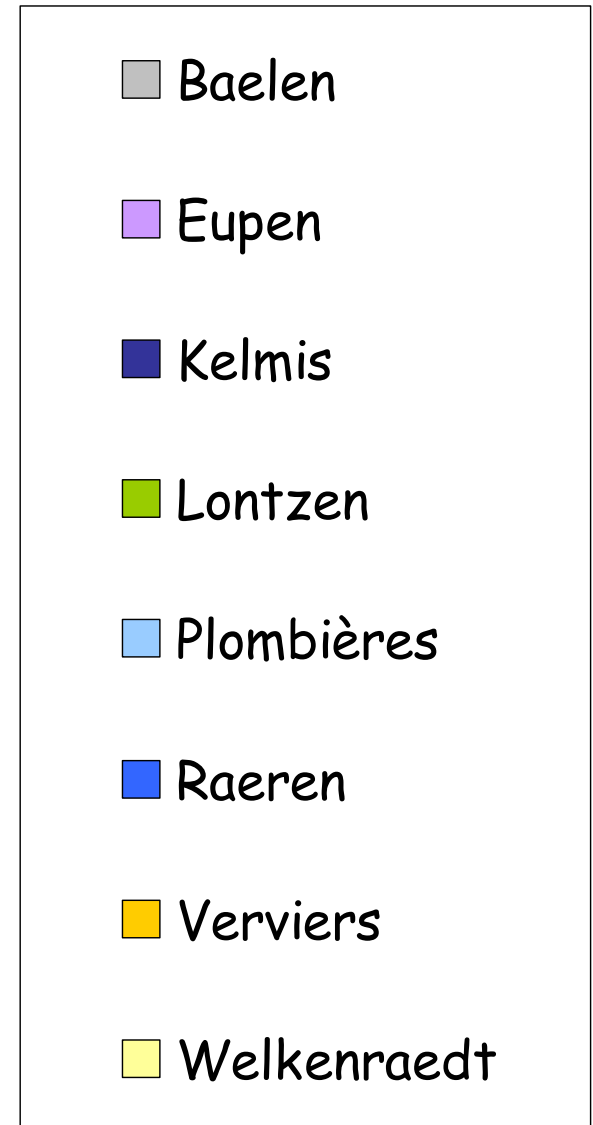 Baelen
Eupen
Kelmis
Lontzen
Plombières
Raeren
Verviers
Welkenraedt